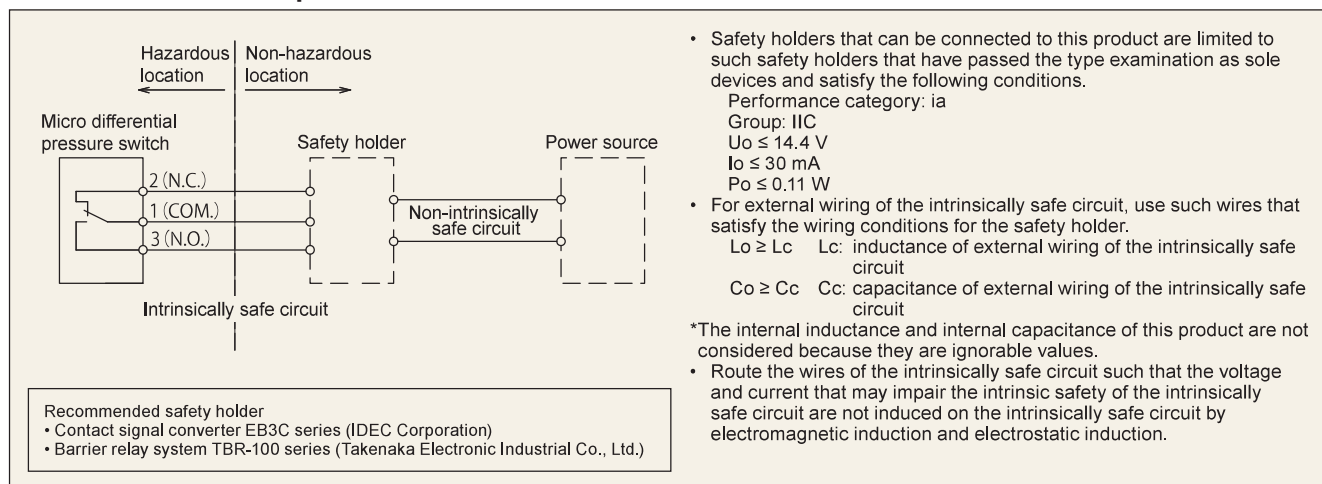 Hazardous
location
Non-hazardous
location
Micro differential
pressure switch
Safety holder
Power source
2 (N.C.)
1 (COM.)
3 (N.O.)
Non-intrinsically
safe circuit
Intrinsically safe circuit
Recommended safety holder
• Contact signal converter EB3C series (IDEC Corporation)
• Barrier relay system TBR-100 series (Takenaka Electronic Industrial Co., Ltd.)
• Safety holders that can be connected to this product are limited to
such safety holders that have passed the type examination as sole
devices and satisfy the following conditions.
Performance category: ia
Group: IIC
Uo ≤ 14.4 V
Io ≤ 30 mA
Po ≤ 0.11 W
• For external wiring of the intrinsically safe circuit, use such wires that
satisfy the wiring conditions for the safety holder.
Lo ≥ Lc Lc: inductance of external wiring of the intrinsically safe
circuit
Co ≥ Cc Cc: capacitance of external wiring of the intrinsically safe
circuit
*The internal inductance and internal capacitance of this product are not
considered because they are ignorable values.
• Route the wires of the intrinsically safe circuit such that the voltage
and current that may impair the intrinsic safety of the intrinsically
safe circuit are not induced on the intrinsically safe circuit by
electromagnetic induction and electrostatic induction.